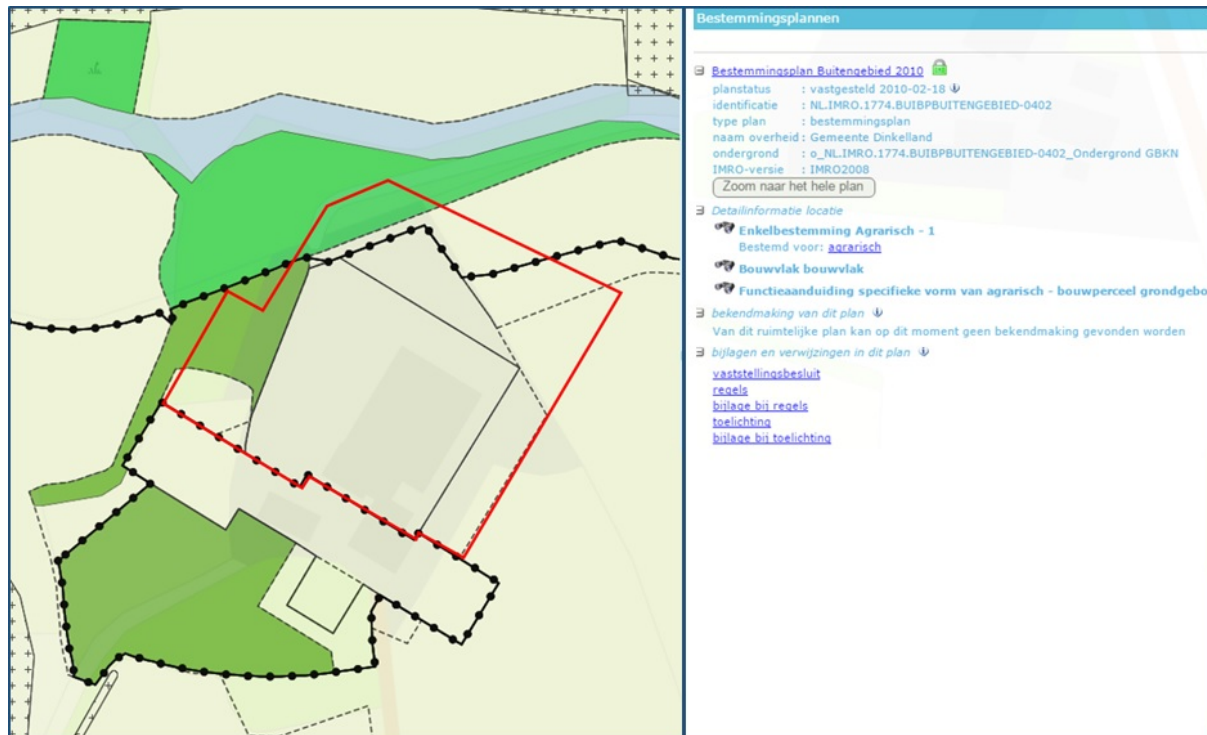 Bestemmingsplannen
Bestemmingsplan Buitengebied 2010
planstatus : vastgesteld 2010-02-18
identificatie : NL.IMRO.1774.BUIBPBUITENGEBIED-0402
type plan : bestemmingsplan
naam overheid : Gemeente Dinkelland
ondergrond : o_NL.IMRO.1774.BUIBPBUITENGEBIED-0402_Ondergrond GBKN
IMRO-versie : IMRO2008
Zoom naar het hele plan
Detailinformatie locatie
Enkelbestemming Agrarisch - 1
Bestemd voor: agrarisch
Bouwvlak bouwvlak
Functieaanduiding specifieke vorm van agrarisch - bouwperceel grondgebo
bekendmaking van dit plan
Van dit ruimtelijke plan kan op dit moment geen bekendmaking gevonden worden
bijlagen en verwijzingen in dit plan
vaststellingsbesluit
regels
bijlage bij regels
toelichting
bijlage bij toelichting